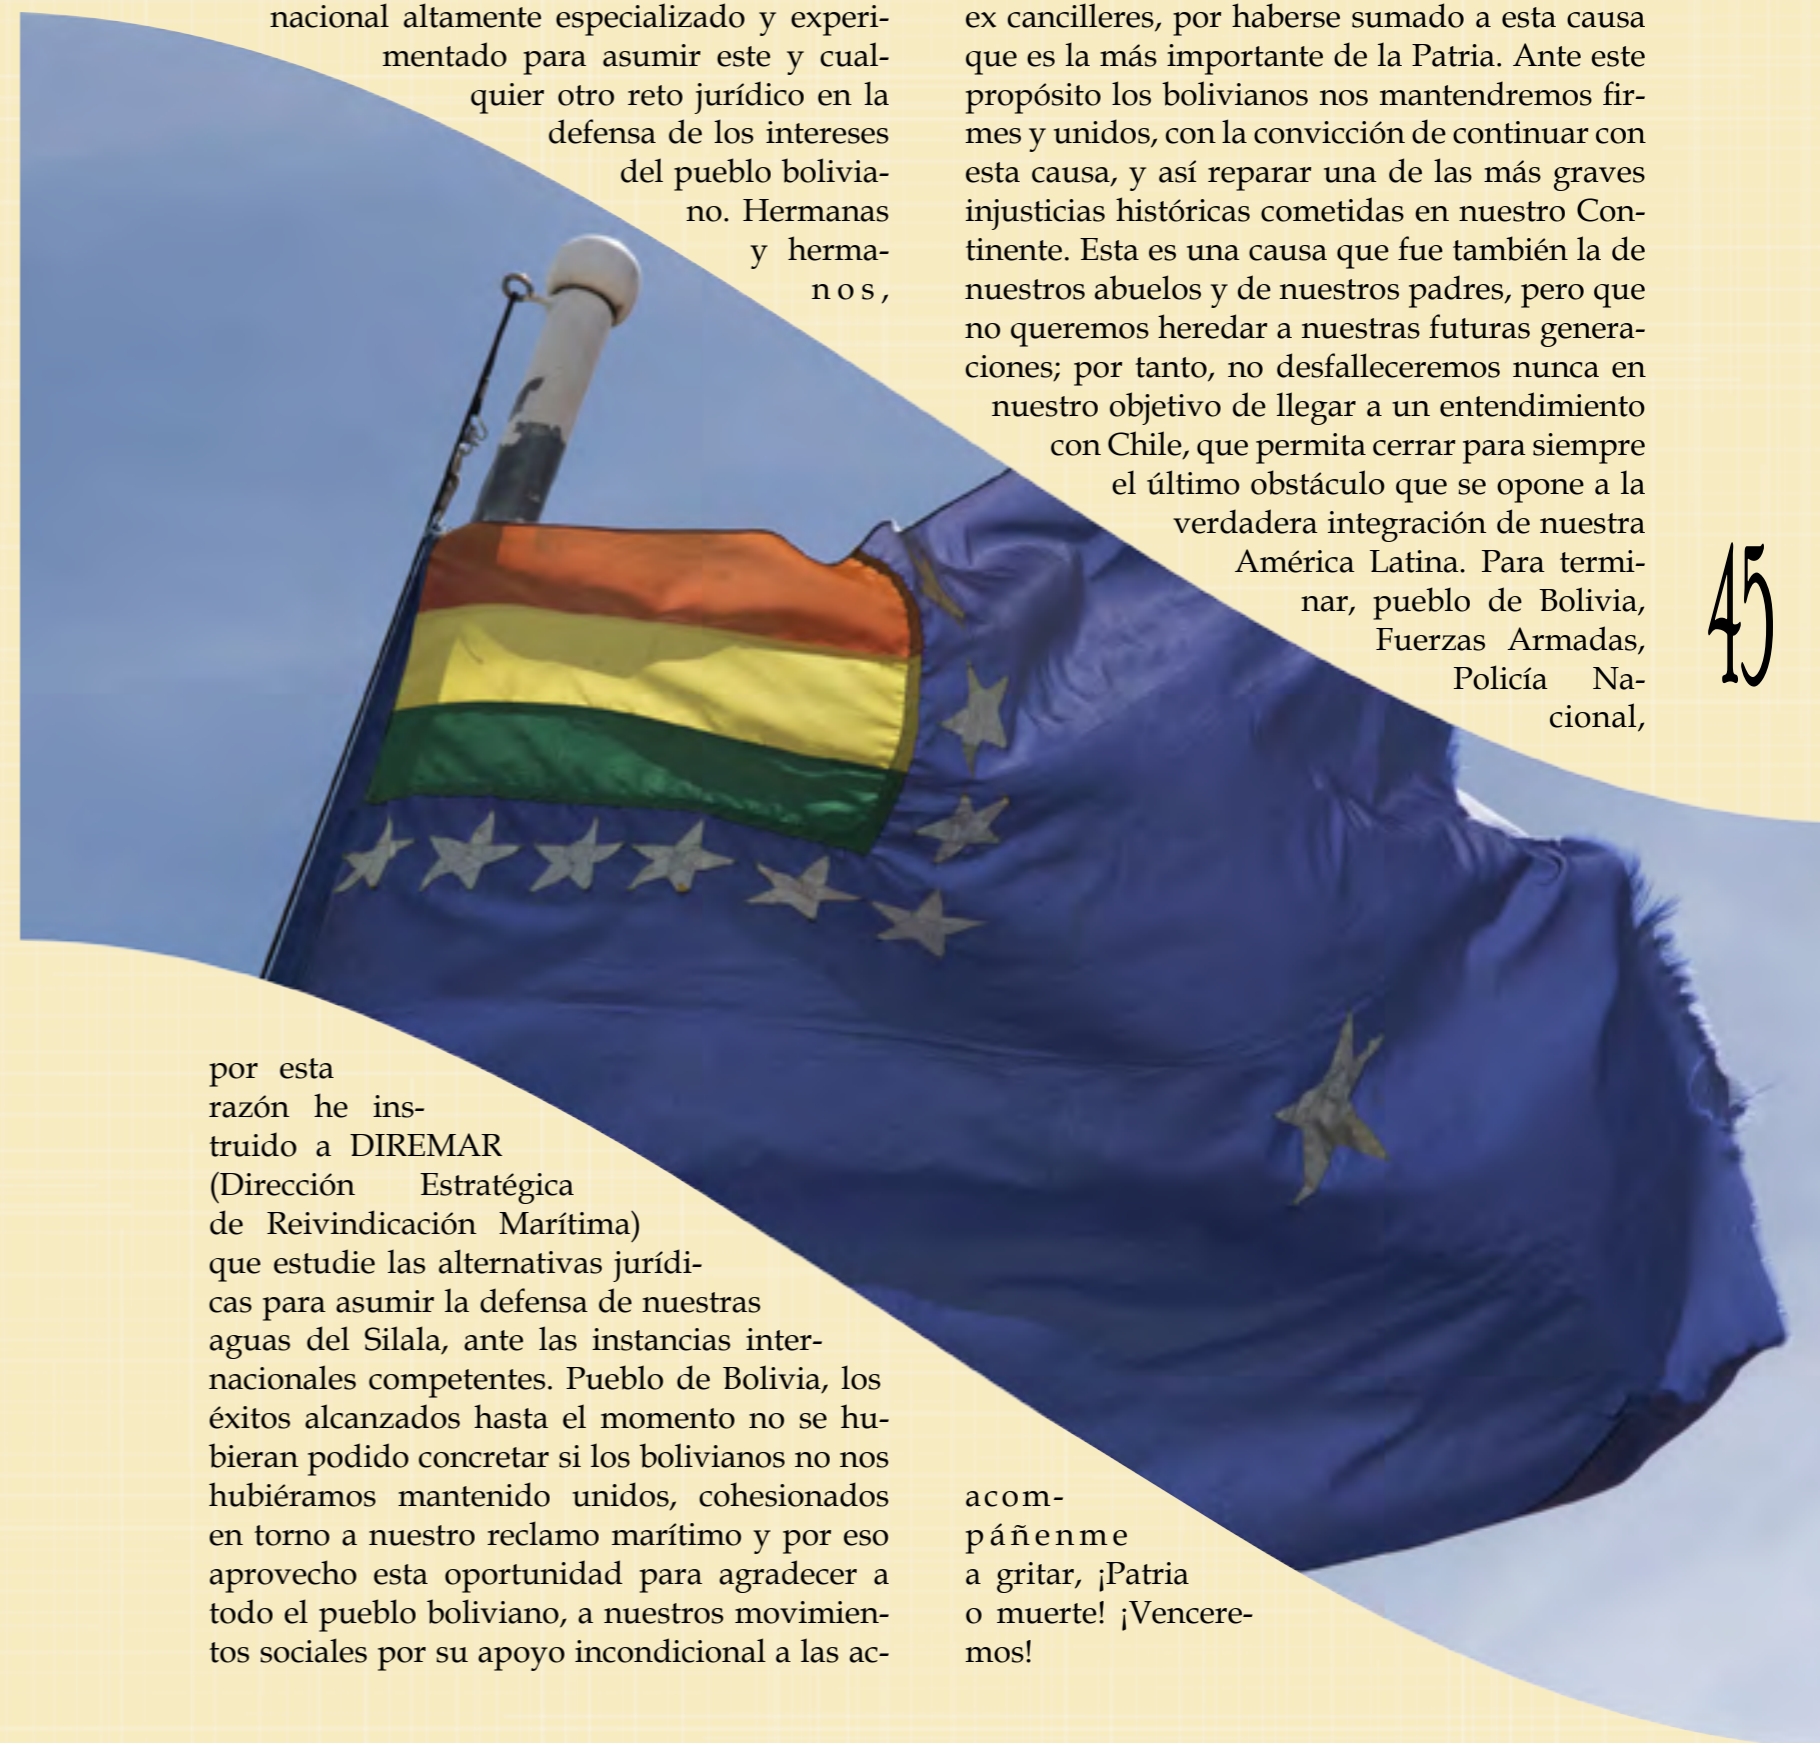 nacional altamente especializado y experi-
mentado para asumir este y cual-
quier otro reto jurídico en la
defensa de los intereses
del pueblo bolivia-
no. Hermanas
y herma-
nos,
por esta
razón he ins-
truido a DIREMAR
(Dirección Estratégica
de Reivindicación Marítima)
que estudie las alternativas jurídi-
cas para asumir la defensa de nuestras
aguas del Silala, ante las instancias inter-
nacionales competentes. Pueblo de Bolivia, los
éxitos alcanzados hasta el momento no se hu-
bieran podido concretar si los bolivianos no nos
hubiéramos mantenido unidos, cohesionados
en torno a nuestro reclamo marítimo y por eso
aprovecho esta oportunidad para agradecer a
todo el pueblo boliviano, a nuestros movimien-
tos sociales por su apoyo incondicional a las ac-
ex cancilleres, por haberse sumado a esta causa
que es la más importante de la Patria. Ante este
propósito los bolivianos nos mantendremos fir-
mes y unidos, con la convicción de continuar con
esta causa, y así reparar una de las más graves
injusticias históricas cometidas en nuestro Con-
tinente. Esta es una causa que fue también la de
nuestros abuelos y de nuestros padres, pero que
no queremos heredar a nuestras futuras genera-
ciones; por tanto, no desfalleceremos nunca en
nuestro objetivo de llegar a un entendimiento
con Chile, que permita cerrar para siempre
el último obstáculo que se opone a la
verdadera integración de nuestra
América Latina. Para termi-
nar, pueblo de Bolivia,
Fuerzas Armadas,
Policía Na-
cional,
acom-
páñenme
a gritar, ¡Patria
o muerte! ¡Vencere-
mos!
45